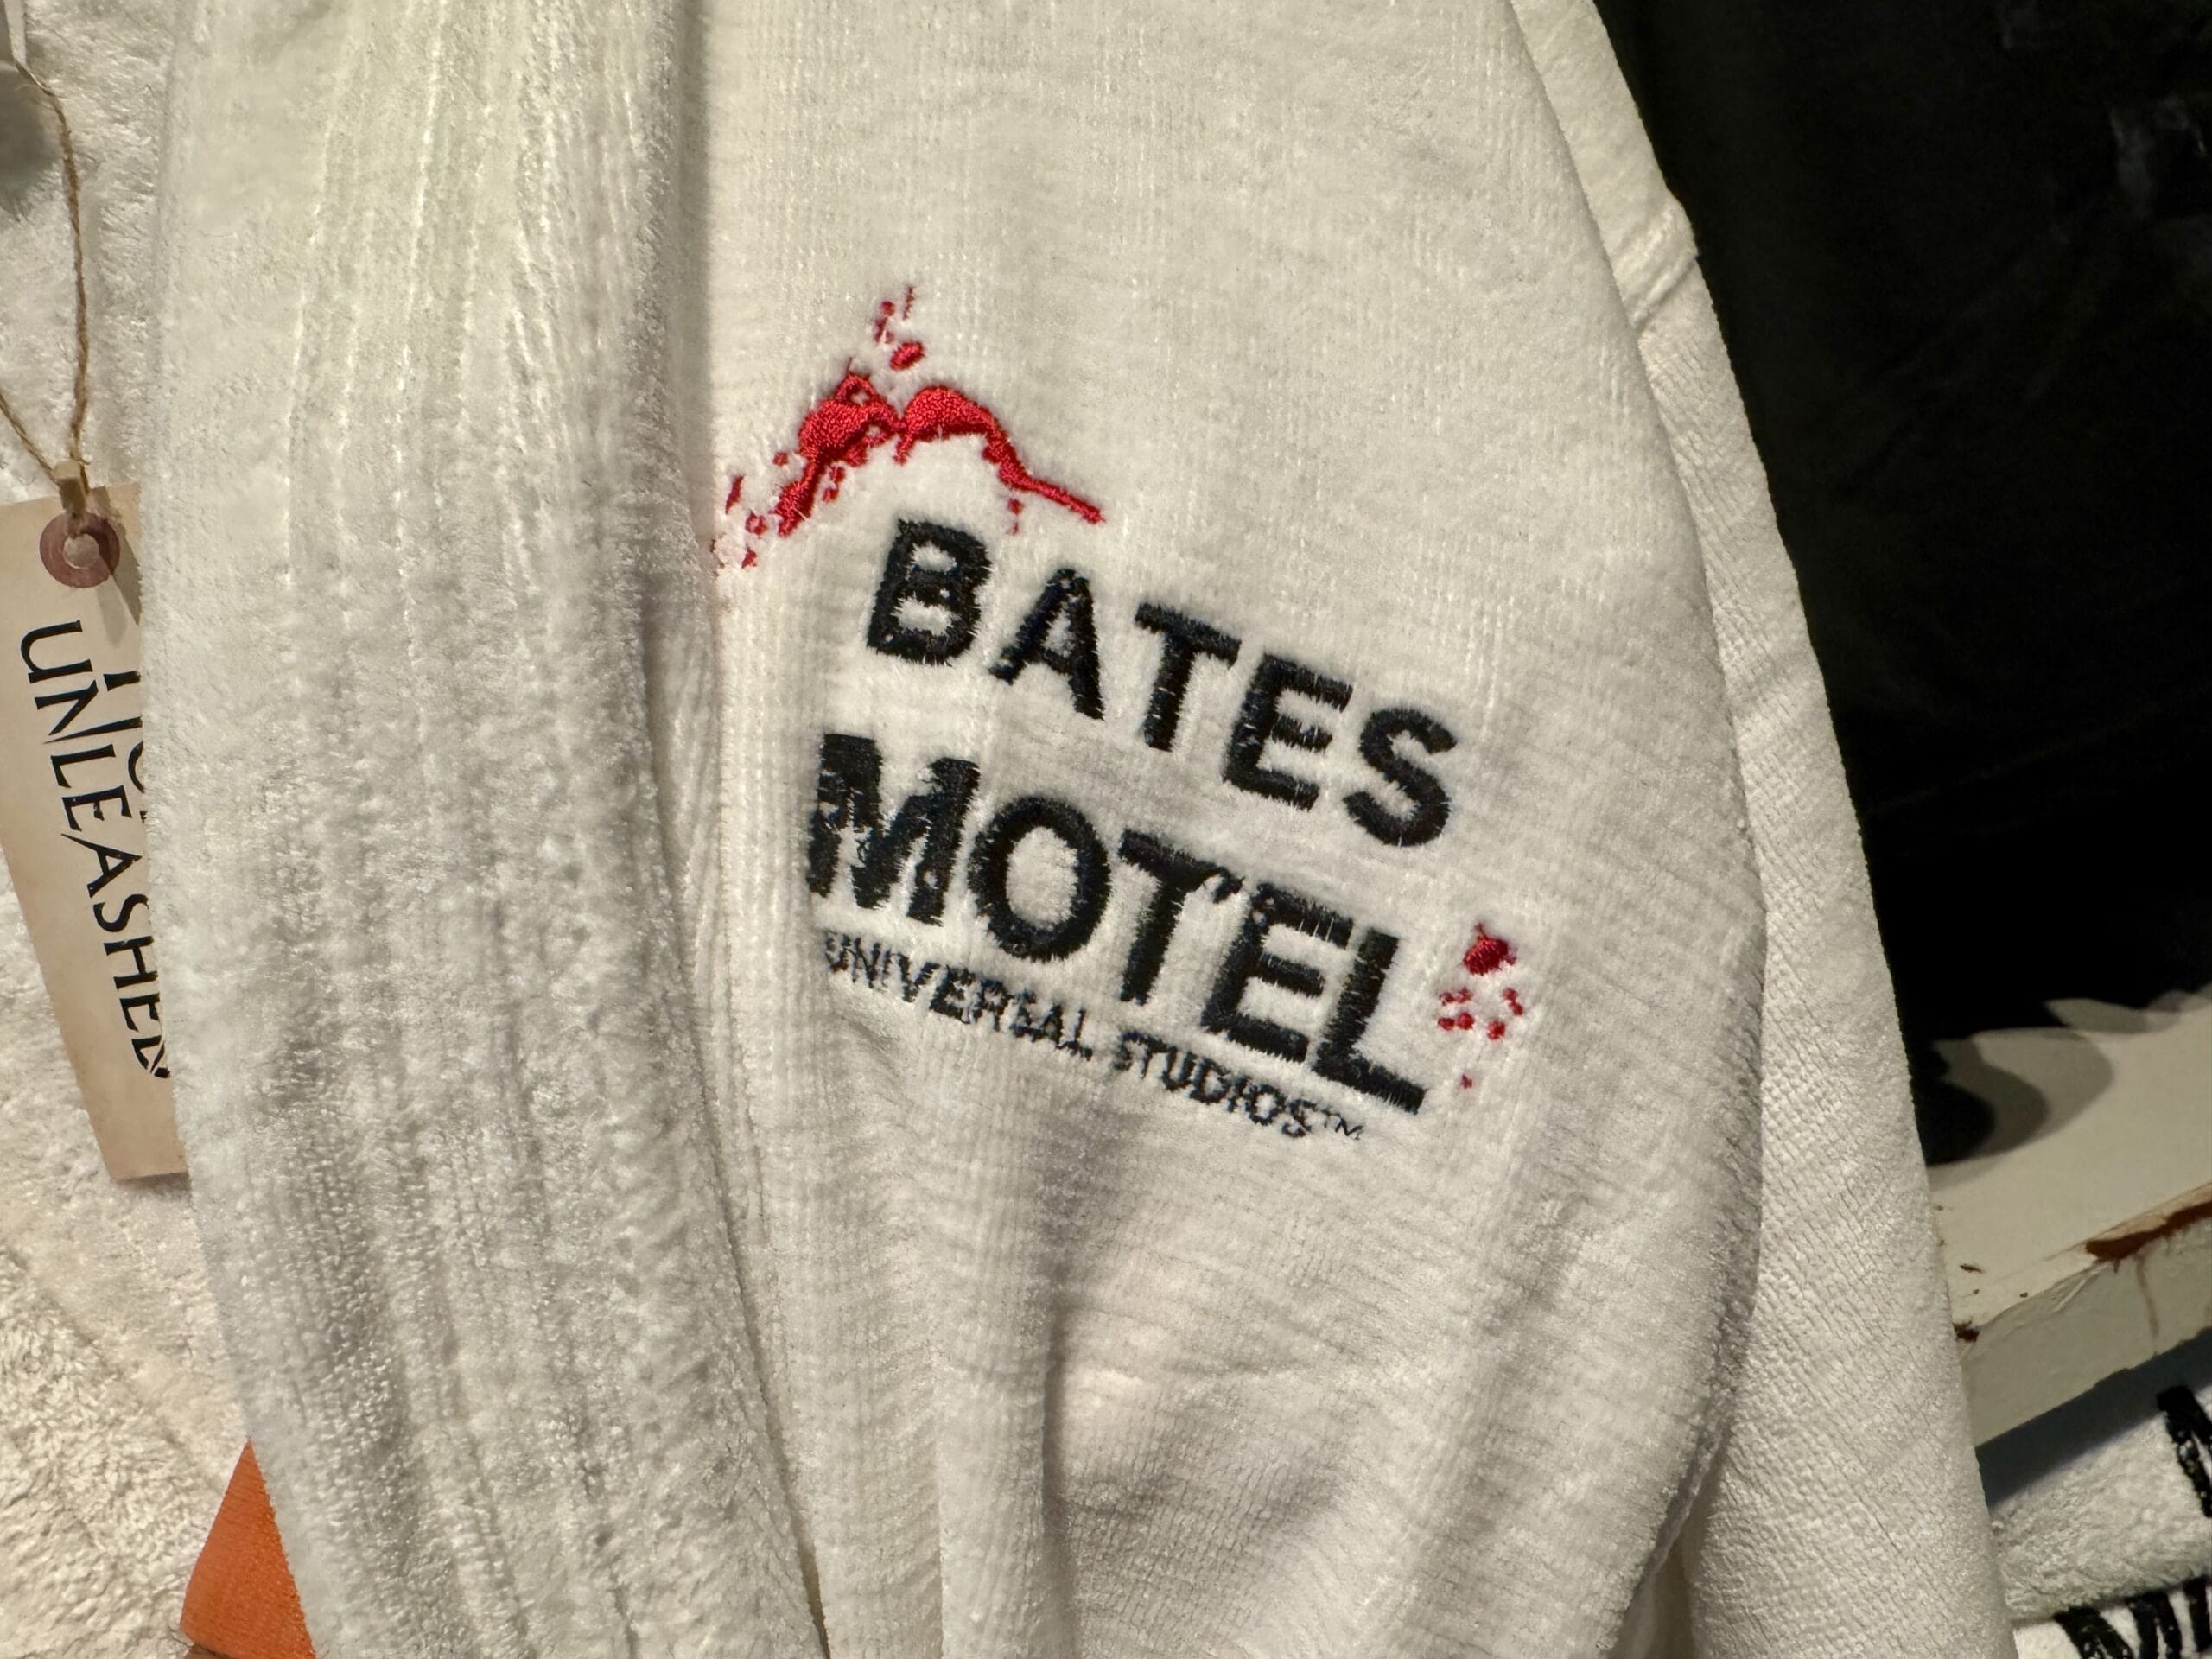 BATES
MOTEL
UNIVERSAL STUDIOS™
UNLEASHED